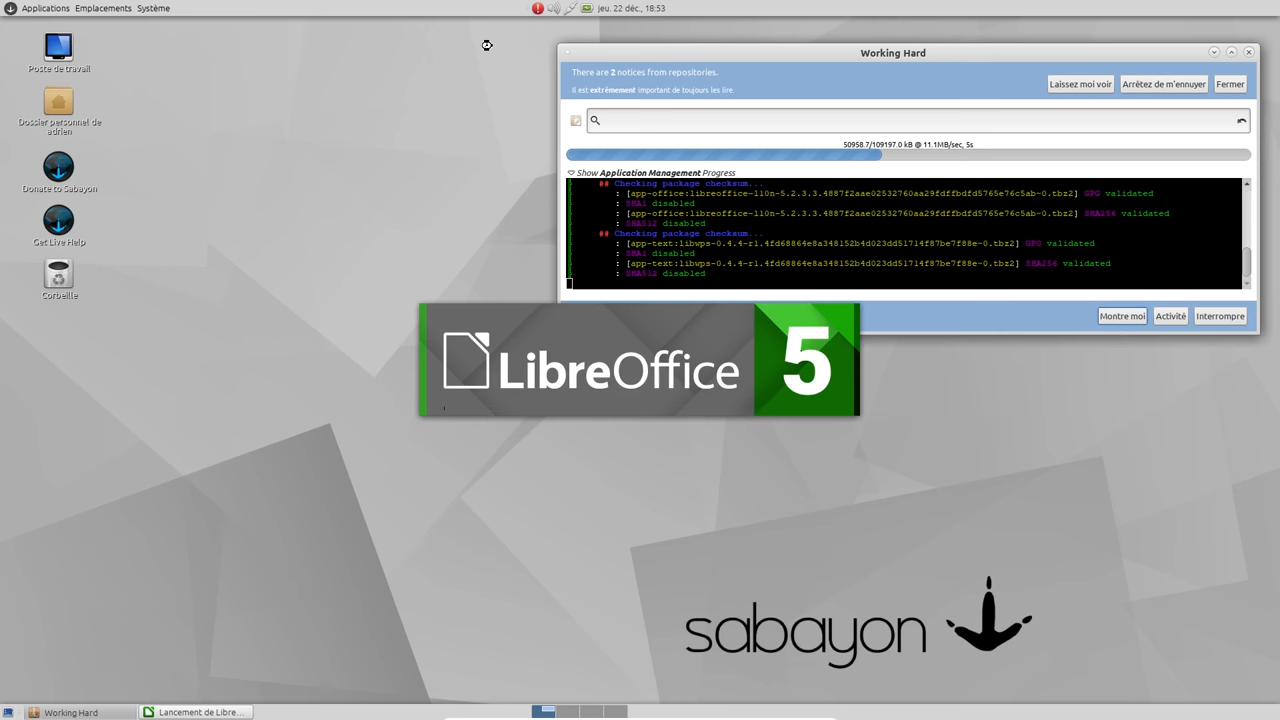 Applications Emplacements Système
jeu. 22 déc., 18:53
Poste de travail
Dossier personnel de
adrien
Donate to Sabayon
Get Live Help
Corbeille
Working Hard
There are 2 notices from repositories.
Il est extrêmement important de toujours les lire.
Laissez moi voir
Arrêtez de m'ennuyer
Fermer
50958.7/109197.0 kB @ 11.1MB/sec, 5s
Show Application Management Progress
## Checking package checksum...
: [app-office:libreoffice-l10n-5.2.3.3.4887f2aae02532760aa29fdffbdfd5765e76c5ab-0.tbz2] GPG validated
: SHA1 disabled
: [app-office:libreoffice-l10n-5.2.3.3.4887f2aae02532760aa29fdffbdfd5765e76c5ab-0.tbz2] SHA256 validated
: SHA512 disabled
## Checking package checksum...
: [app-text:libwps-0.4.4-r1.4fd68864e8a348152b4d023dd51714f87be7f88e-0.tbz2] GPG validated
: SHA1 disabled
: [app-text:libwps-0.4.4-r1.4fd68864e8a348152b4d023dd51714f87be7f88e-0.tbz2] SHA256 validated
: SHA512 disabled
Montre moi
Activité
Interrompre
LibreOffice 5
sabayon
Working Hard
Lancement de Libre...